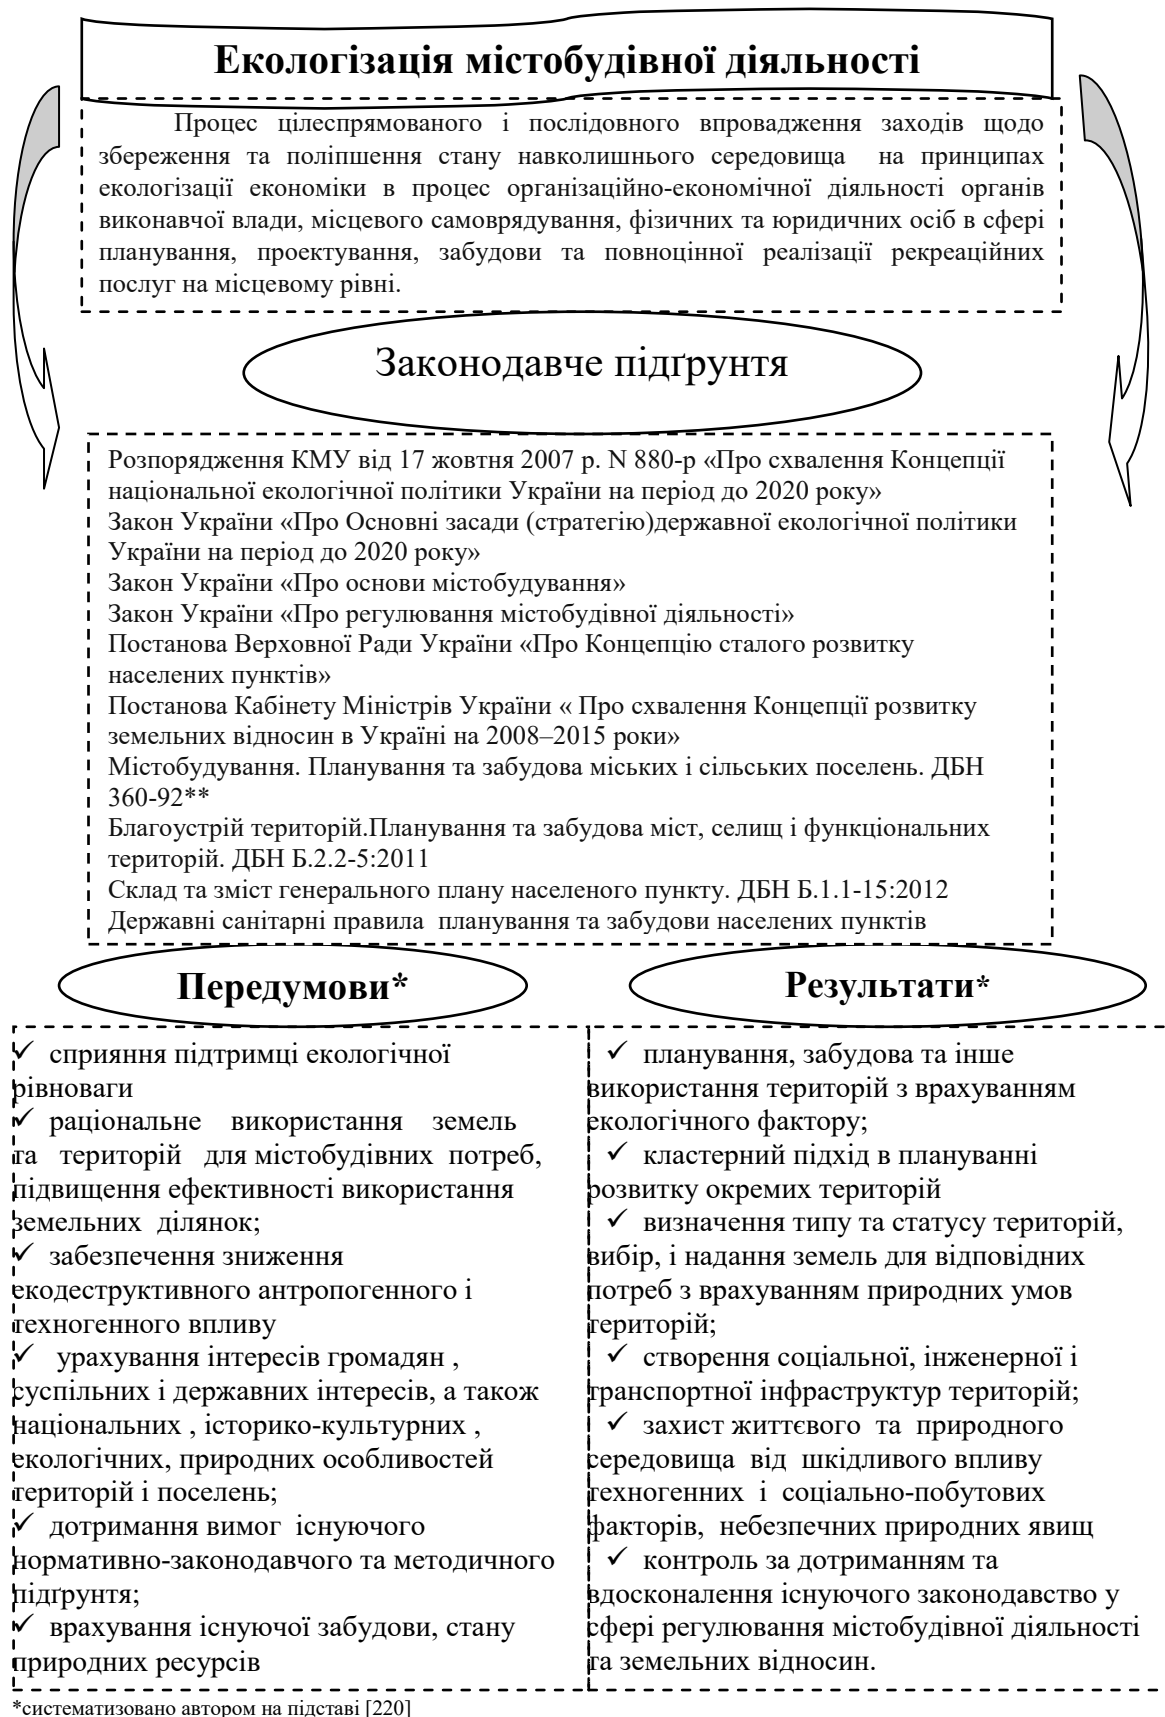 Екологізація містобудівної діяльності
Процес цілеспрямованого і послідовного впровадження заходів щодо
збереження та поліпшення стану навколишнього середовища на принципах
екологізації економіки в процес організаційно-економічної діяльності органів
виконавчої влади, місцевого самоврядування, фізичних та юридичних осіб в сфері
планування, проектування, забудови та повноцінної реалізації рекреаційних
послуг на місцевому рівні.
Законодавче підґрунтя
Розпорядження КМУ від 17 жовтня 2007 р. N 880-р «Про схвалення Концепції
національної екологічної політики України на період до 2020 року»
Закон України «Про Основні засади (стратегію)державної екологічної політики
України на період до 2020 року»
Закон України «Про основи містобудування»
Закон України «Про регулювання містобудівної діяльності»
Постанова Верховної Ради України «Про Концепцію сталого розвитку
населених пунктів»
Постанова Кабінету Міністрів України « Про схвалення Концепції розвитку
земельних відносин в Україні на 2008–2015 роки»
Містобудування. Планування та забудова міських і сільських поселень. ДБН
360-92**
Благоустрій територій.Планування та забудова міст, селищ і функціональних
територій. ДБН Б.2.2-5:2011
Склад та зміст генерального плану населеного пункту. ДБН Б.1.1-15:2012
Державні санітарні правила планування та забудови населених пунктів
Передумови*
✓ сприяння підтримці екологічної
рівноваги
✓ раціональне використання земель
та територій для містобудівних потреб,
підвищення ефективності використання
земельних ділянок;
✓ забезпечення зниження
екодеструктивного антропогенного і
техногенного впливу
✓ урахування інтересів громадян ,
суспільних і державних інтересів, а також
національних , історико-культурних ,
екологічних, природних особливостей
територій і поселень;
✓ дотримання вимог існуючого
нормативно-законодавчого та методичного
підґрунтя;
✓ врахування існуючої забудови, стану
природних ресурсів
Результати*
✓ планування, забудова та інше
використання територій з врахуванням
екологічного фактору;
✓ кластерний підхід в плануванні
розвитку окремих територій
✓ визначення типу та статусу територій,
вибір, і надання земель для відповідних
потреб з врахуванням природних умов
територій;
✓ створення соціальної, інженерної і
транспортної інфраструктур територій;
✓ захист життєвого та природного
середовища від шкідливого впливу
техногенних і соціально-побутових
факторів, небезпечних природних явищ
✓ контроль за дотриманням та
вдосконалення існуючого законодавство у
сфері регулювання містобудівної діяльності
та земельних відносин.
*систематизовано автором на підставі [220]